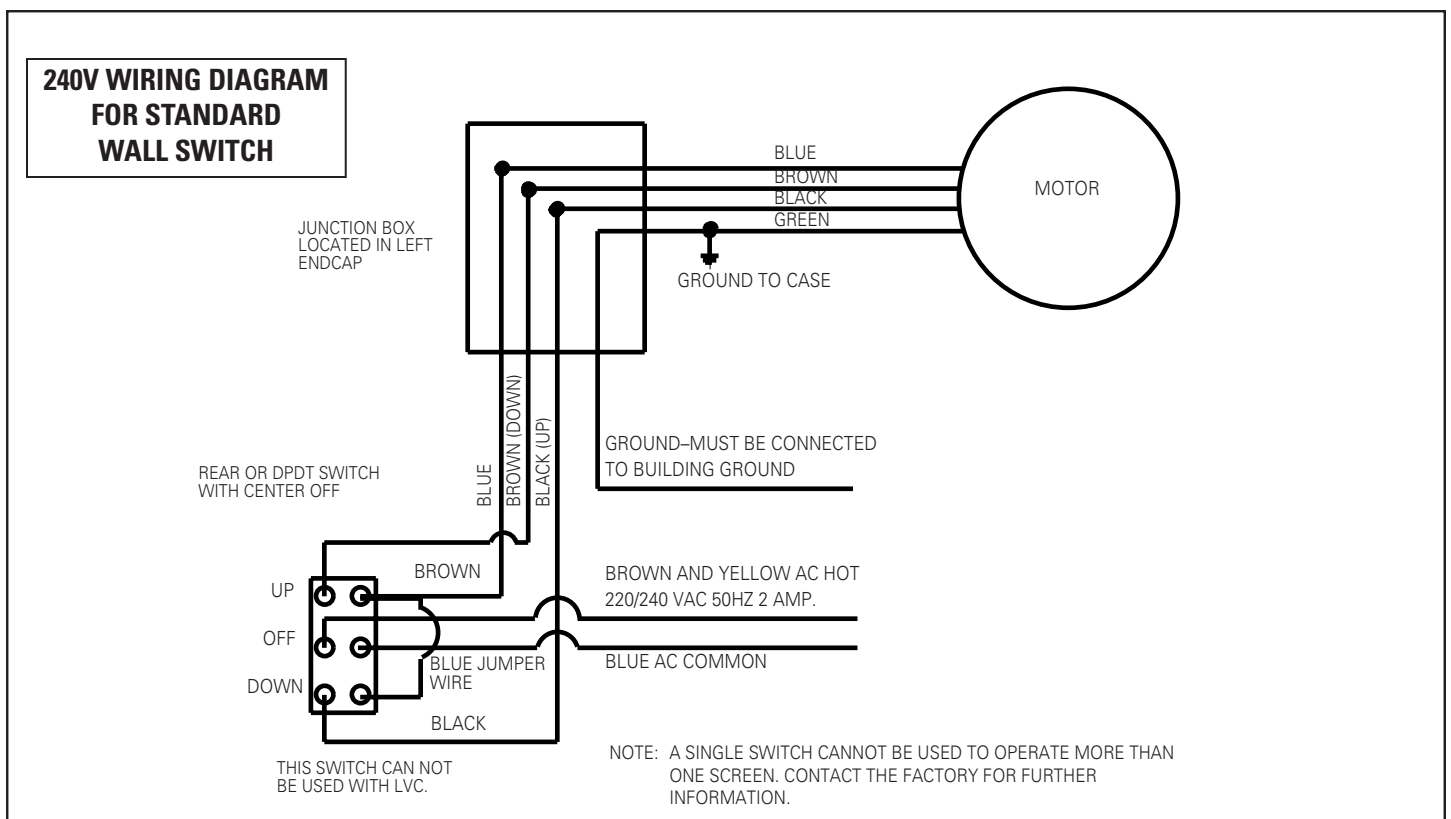 240V WIRING DIAGRAM
FOR STANDARD
WALL SWITCH
BLUE
BROWN
BLACK
GREEN
MOTOR
JUNCTION BOX
LOCATED IN LEFT
ENDCAP
GROUND TO CASE
BLUE
BROWN (DOWN)
BLACK (UP)
GROUND–MUST BE CONNECTED
TO BUILDING GROUND
REAR OR DPDT SWITCH
WITH CENTER OFF
BROWN
UP
OFF
DOWN
BROWN AND YELLOW AC HOT
220/240 VAC 50HZ 2 AMP.
BLUE JUMPER
WIRE
BLUE AC COMMON
BLACK
THIS SWITCH CAN NOT
BE USED WITH LVC.
NOTE: A SINGLE SWITCH CANNOT BE USED TO OPERATE MORE THAN
ONE SCREEN. CONTACT THE FACTORY FOR FURTHER
INFORMATION.